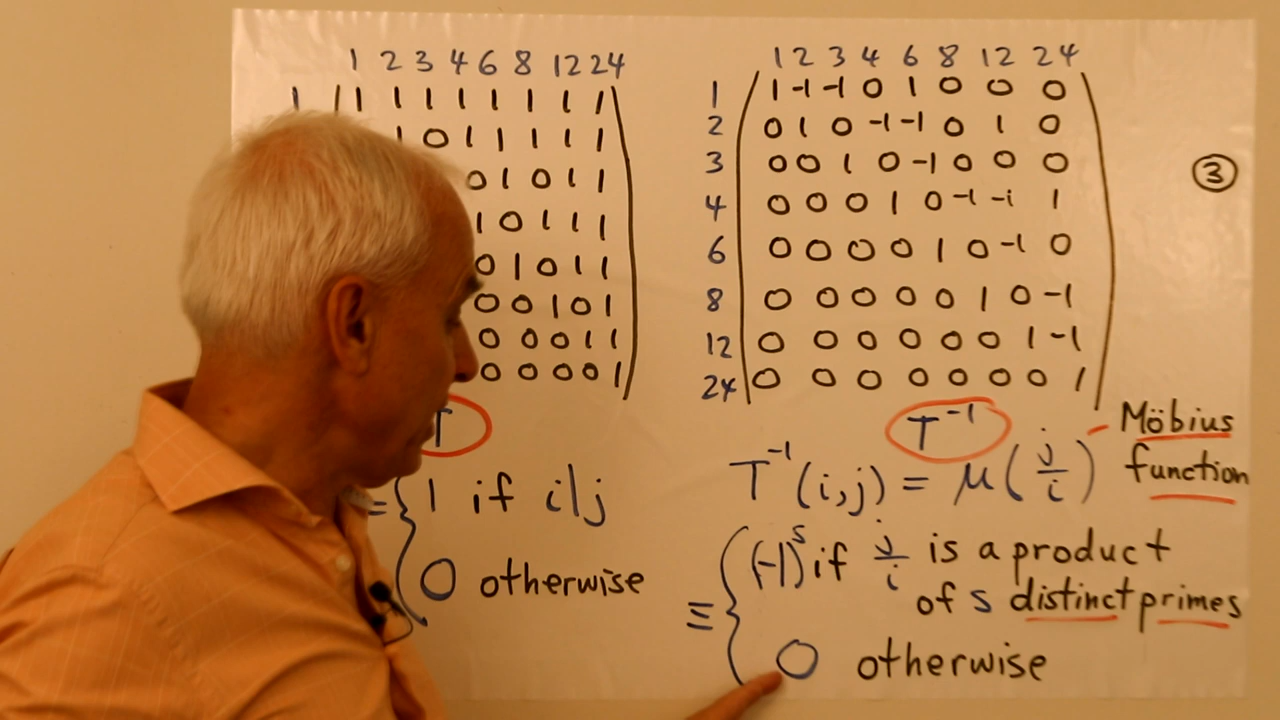 1 2 3 4 6 8 12 24
1 1 1 1 1 1 1 1 1
1 0 1 1 1 1 1
0 1 0 1 1
1 0 1 1 1
0 1 0 1 1
0 0 1 0 1
0 0 0 1 1
0 0 0 0 1
T
= { 1 if i|j
0 otherwise
1 2 3 4 6 8 12 24
1 1 -1 -1 0 1 0 0 0
2 0 1 0 -1 -1 0 1 0
3 0 0 1 0 -1 0 0 0
4 0 0 0 1 0 -1 -1 1
6 0 0 0 0 1 0 -1 0
8 0 0 0 0 0 1 0 -1
12 0 0 0 0 0 0 1 -1
24 0 0 0 0 0 0 0 1
3
T⁻¹
T⁻¹(i,j) = μ(j/i)
Möbius
function
≡ { (-1)ˢ if j/i is a product
of s distinct primes
0 otherwise